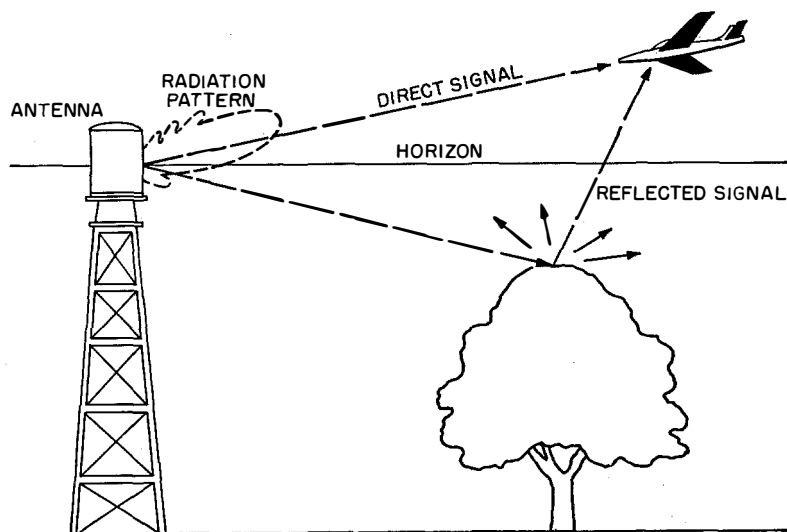 RADIATION
PATTERN
DIRECT SIGNAL
ANTENNA
HORIZON
REFLECTED SIGNAL